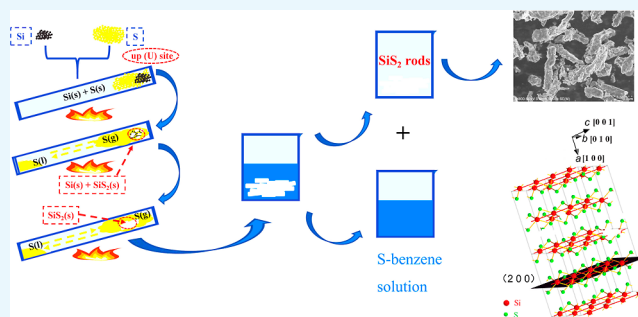 Si
S
up (U) site
Si(s) + S(s)
S(l)
S(g)
Si(s) + SiS₂(s)
SiS₂(s)
S(g)
S(l)
SiS₂ rods
+
S-benzene
solution
c [0 0 1]
b [0 1 0]
a [1 0 0]
(2 0 0)
Si
S